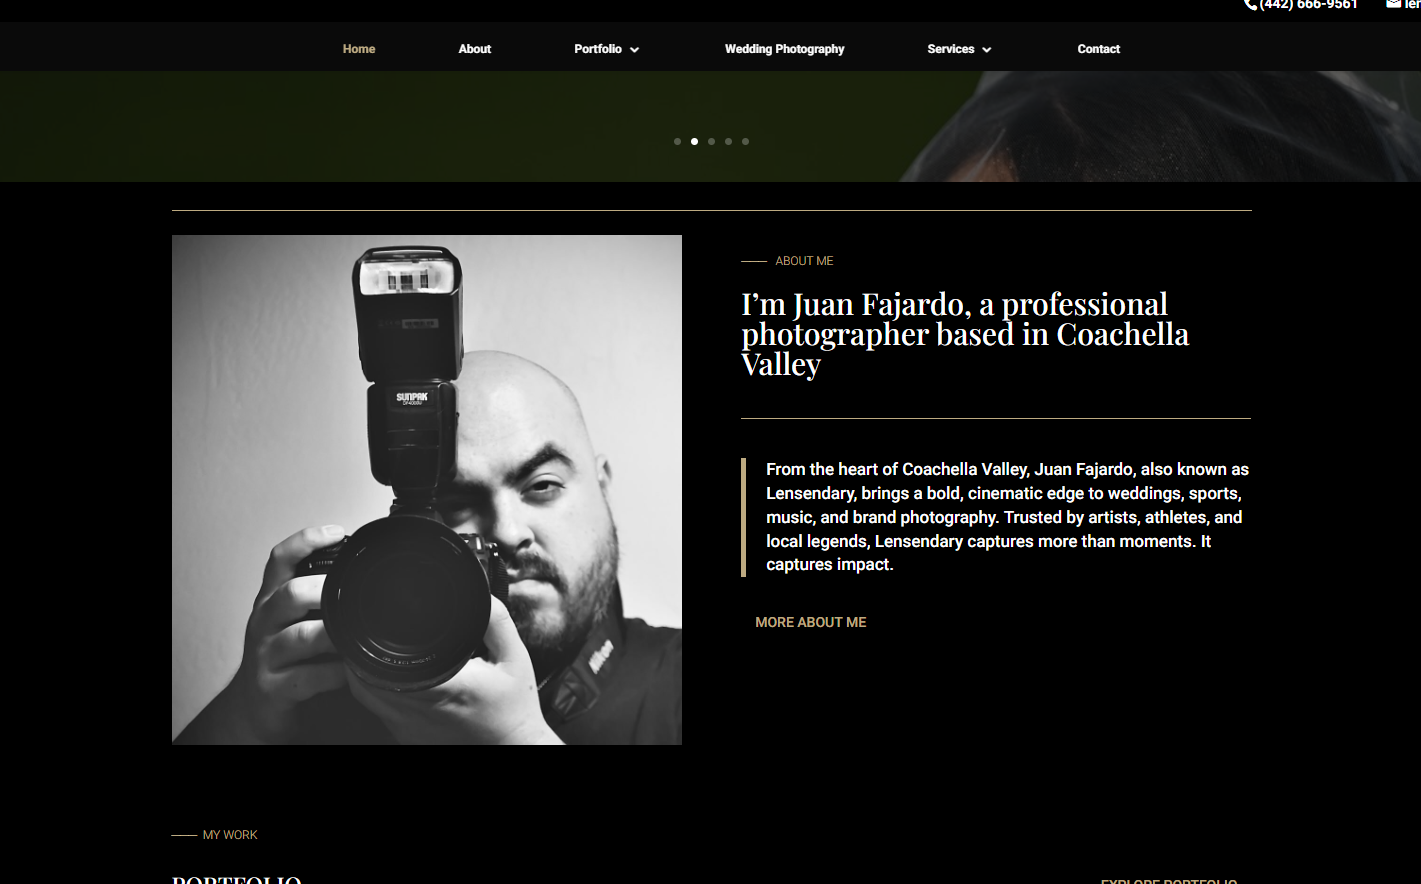 (442) 666-9561
Home About Portfolio Wedding Photography Services Contact
SUNPAK
Nikon
ABOUT ME
I’m Juan Fajardo, a professional
photographer based in Coachella
Valley
From the heart of Coachella Valley, Juan Fajardo, also known as
Lensendary, brings a bold, cinematic edge to weddings, sports,
music, and brand photography. Trusted by artists, athletes, and
local legends, Lensendary captures more than moments. It
captures impact.
MORE ABOUT ME
MY WORK
PORTFOLIO
EXPLORE PORTFOLIO